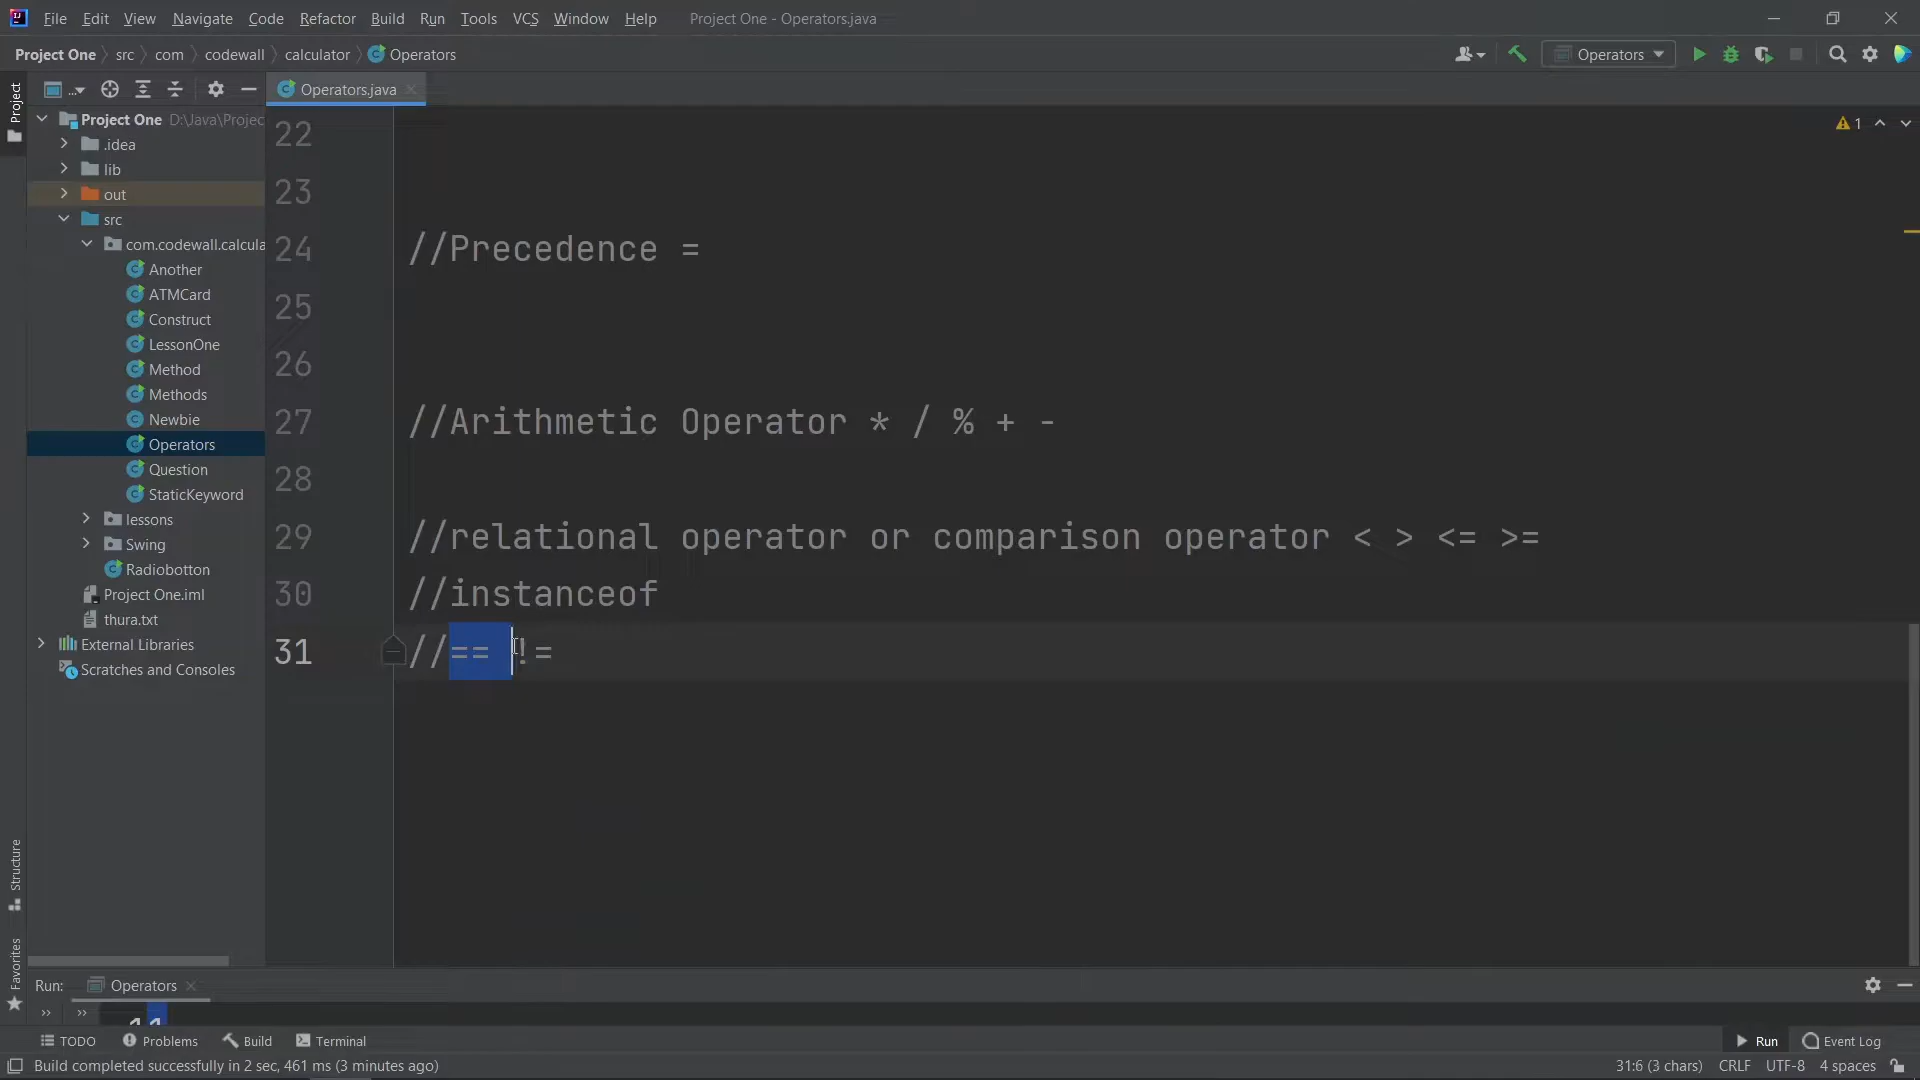 File Edit View Navigate Code Refactor Build Run Tools VCS Window Help Project One - Operators.java
Project One src com codewall calculator Operators
Operators
Project
... Operators.java
Project One D:\Java\Projec
.idea
lib
out
src
com.codewall.calcula
Another
ATMCard
Construct
LessonOne
Method
Methods
Newbie
Operators
Question
StaticKeyword
lessons
Swing
Radiobotton
Project One.iml
thura.txt
External Libraries
Scratches and Consoles
1
22
23
24 //Precedence =
25
26
27 //Arithmetic Operator * / % + -
28
29 //relational operator or comparison operator < > <= >=
30 //instanceof
31 //== !=
Structure
Favorites
Run: Operators
TODO Problems Build Terminal Run Event Log
Build completed successfully in 2 sec, 461 ms (3 minutes ago) 31:6 (3 chars) CRLF UTF-8 4 spaces